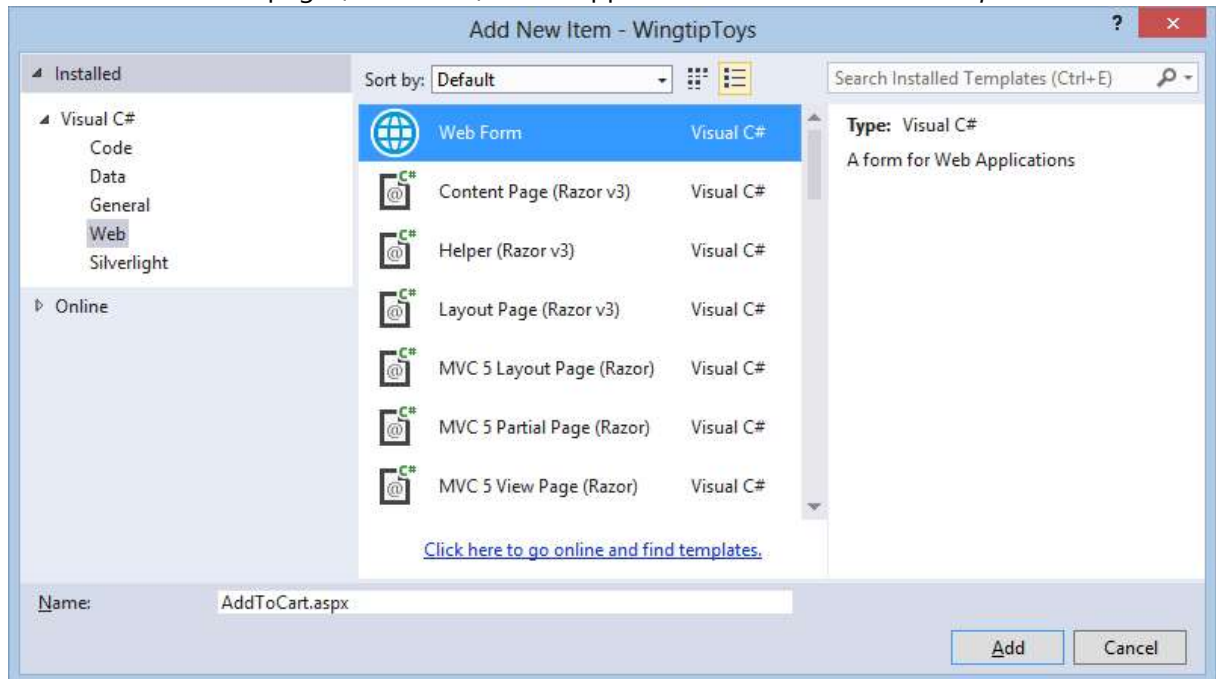 Add New Item - WingtipToys
?
Installed
Sort by: Default
Search Installed Templates (Ctrl+E)
Visual C#
Code
Data
General
Web
Silverlight
Online
Web Form Visual C#
Content Page (Razor v3) Visual C#
Helper (Razor v3) Visual C#
Layout Page (Razor v3) Visual C#
MVC 5 Layout Page (Razor) Visual C#
MVC 5 Partial Page (Razor) Visual C#
MVC 5 View Page (Razor) Visual C#
Click here to go online and find templates.
Type: Visual C#
A form for Web Applications
Name: AddToCart.aspx
Add Cancel